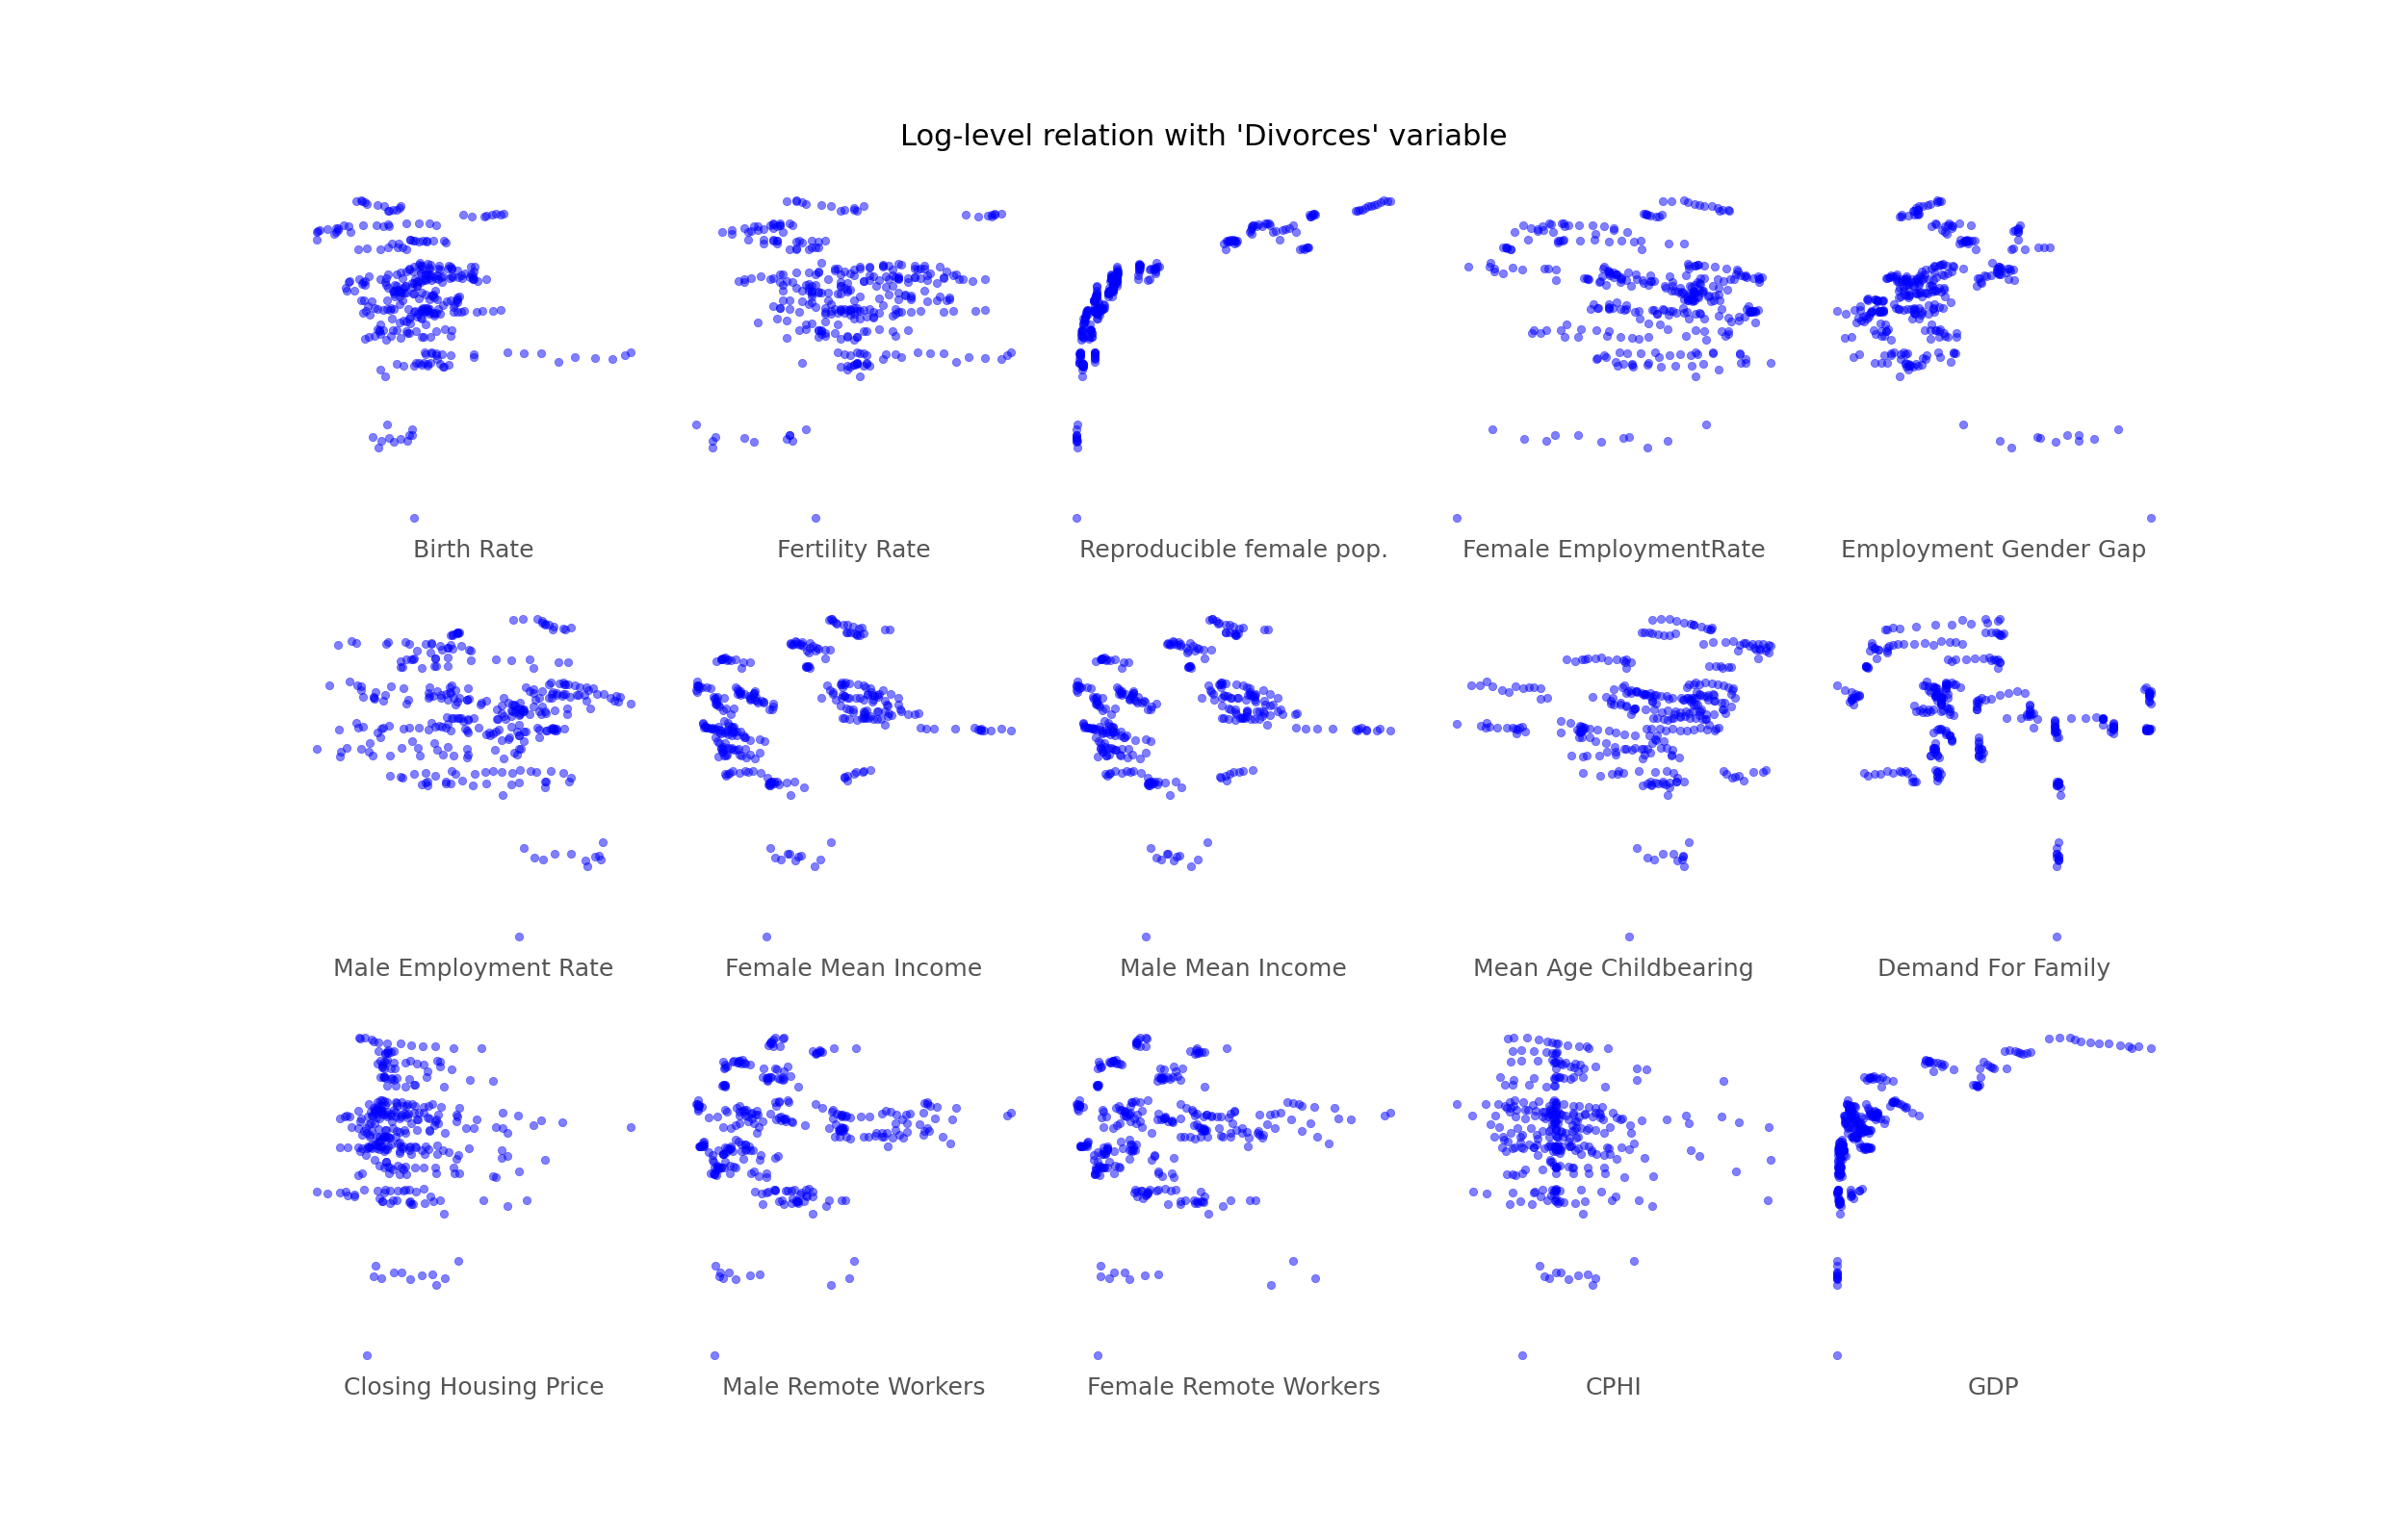 Log-level relation with 'Divorces' variable
Birth Rate
Fertility Rate
Reproducible female pop.
Female EmploymentRate
Employment Gender Gap
Male Employment Rate
Female Mean Income
Male Mean Income
Mean Age Childbearing
Demand For Family
Closing Housing Price
Male Remote Workers
Female Remote Workers
CPHI
GDP